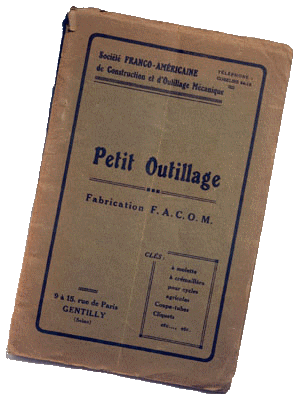 Société FRANCO-AMÉRICAINE
de Construction et d'Outillage Mécanique
TÉLÉPHONE :
Petit Outillage
Fabrication F. A. C. O. M.
CLÉS :
à molette
à crémaillère
pour cycles
agricoles
Coupe-tubes
Cliquets
etc..., etc.
9 à 15, rue de Paris
GENTILLY
(Seine)